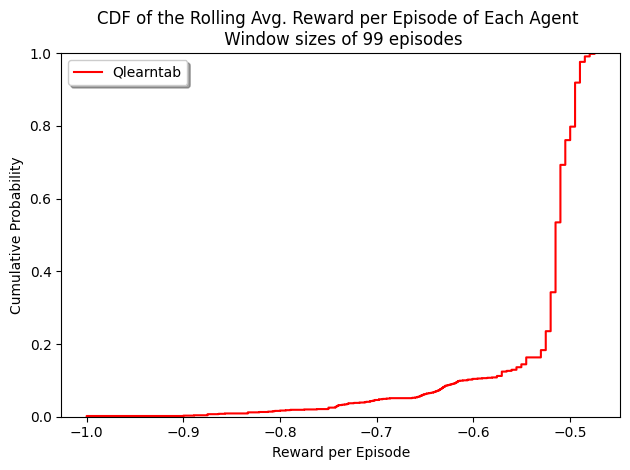 CDF of the Rolling Avg. Reward per Episode of Each Agent
Window sizes of 99 episodes
Qlearntab
Cumulative Probability
1.0
0.8
0.6
0.4
0.2
0.0
−1.0 −0.9 −0.8 −0.7 −0.6 −0.5
Reward per Episode